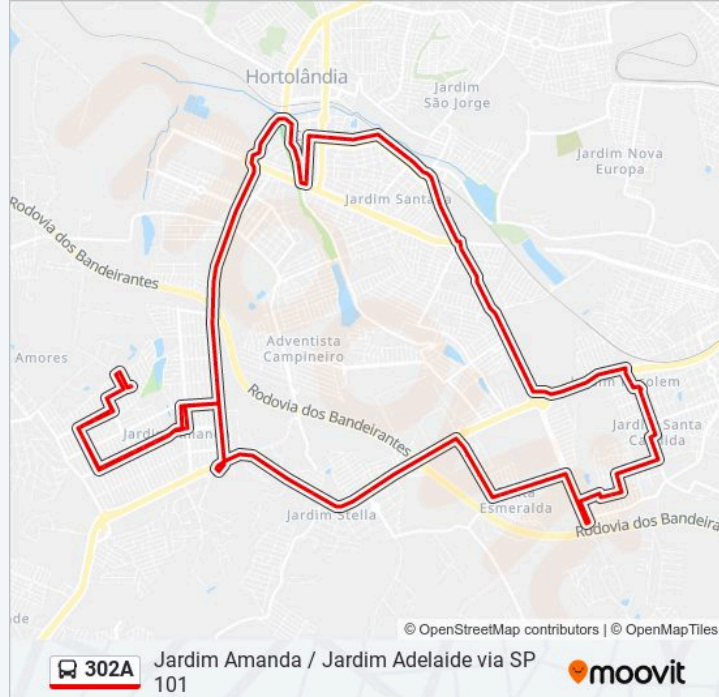 Hortolândia
Jardim
São Jorge
Jardim Nova
Europa
Jardim Santa
Rodovia dos Bandeirantes
Adventista
Campineiro
Amores
Rodovia dos Bandeirantes
Jardim Santa
Jardim
Esmeralda
Jardim Stella
Rodovia dos Bandeira
© OpenStreetMap contributors | © OpenMapTiles
302A
Jardim Amanda / Jardim Adelaide via SP
101
moovit